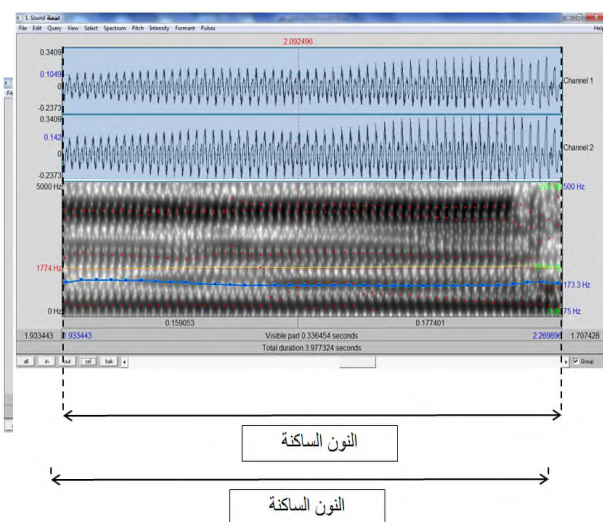 1. Sound
File Edit Query View Select Spectrum Pitch Intensity Formant Pulses Help
2.092496
0.3409
0.1049
0
-0.2373
Channel 1
0.3409
0.142
0
-0.2373
Channel 2
5000 Hz
500 Hz
1774 Hz
173.3 Hz
0 Hz
75 Hz
0.159053 0.177401
1.933443 1.933443 Visible part 0.336454 seconds 2.269896 1.707428
Total duration 3.977324 seconds
all in out sel bak Group
النون الساكنة
النون الساكنة